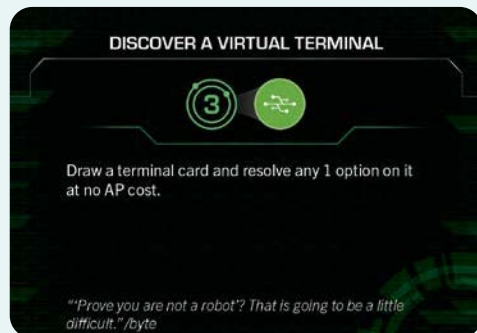 DISCOVER A VIRTUAL TERMINAL
3
Draw a terminal card and resolve any 1 option on it
at no AP cost.
"'Prove you are not a robot'? That is going to be a little
difficult." /byte